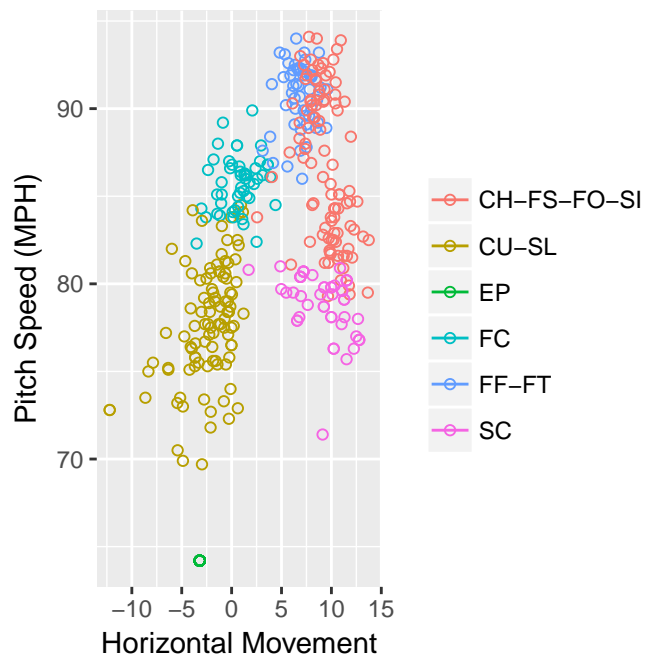 90
80
70
−10
−5
0
5
10
15
Pitch Speed (MPH)
Horizontal Movement
CH−FS−FO−SI
CU−SL
EP
FC
FF−FT
SC